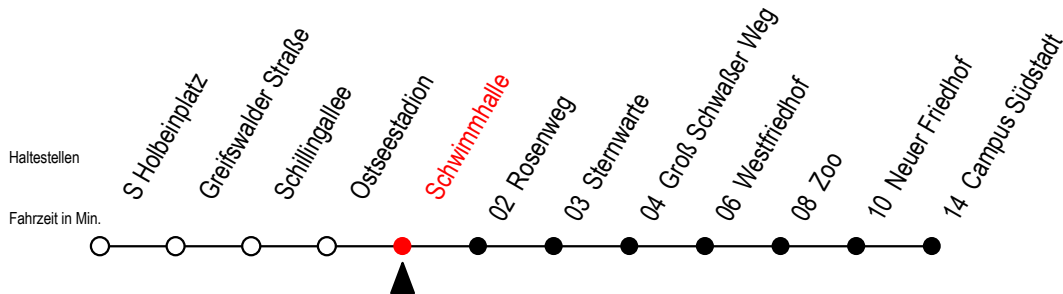 Haltestellen
Fahrzeit in Min.
S Holbeinplatz
Greifswalder Straße
Schillingallee
Ostseestadion
Schwimmhalle
02 Rosenweg
03 Sternwarte
04 Groß Schwaßer Weg
06 Westfriedhof
08 Zoo
10 Neuer Friedhof
14 Campus Südstadt